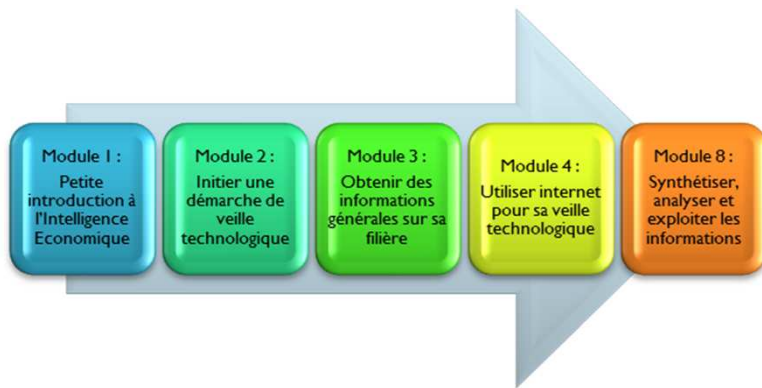 Module 1 :
Petite
introduction à
l'Intelligence
Economique
Module 2 :
Initier une
démarche de
veille
technologique
Module 3 :
Obtenir des
informations
générales sur sa
filière
Module 4 :
Utiliser internet
pour sa veille
technologique
Module 8 :
Synthétiser,
analyser et
exploiter les
informations